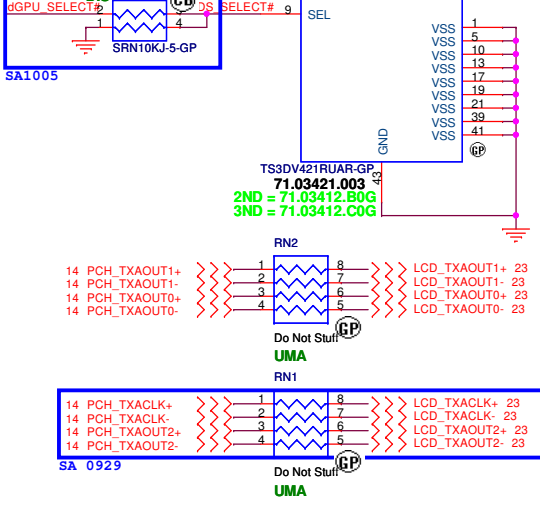 dGPU_SELECT# 2
1 4
DS_SELECT# 9 SEL
SRN10KJ-5-GP
SA1005
VSS 1
VSS 5
VSS 10
VSS 13
VSS 17
VSS 19
VSS 21
VSS 39
VSS 41
GP
GND
43
TS3DV421RUAR-GP
71.03421.003
2ND = 71.03412.B0G
3ND = 71.03412.C0G
RN2
14 PCH_TXAOUT1+ 1 8 LCD_TXAOUT1+ 23
14 PCH_TXAOUT1- 2 7 LCD_TXAOUT1- 23
14 PCH_TXAOUT0+ 3 6 LCD_TXAOUT0+ 23
14 PCH_TXAOUT0- 4 5 LCD_TXAOUT0- 23
Do Not Stuff GP
UMA
RN1
14 PCH_TXACLK+ 1 8 LCD_TXACLK+ 23
14 PCH_TXACLK- 2 7 LCD_TXACLK- 23
14 PCH_TXAOUT2+ 3 6 LCD_TXAOUT2+ 23
14 PCH_TXAOUT2- 4 5 LCD_TXAOUT2- 23
SA 0929
Do Not Stuff GP
UMA